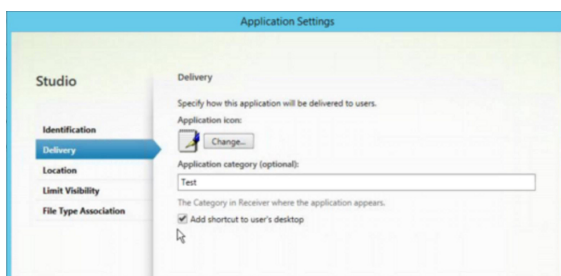 Application Settings
Studio
Identification
Delivery
Location
Limit Visibility
File Type Association
Delivery
Specify how this application will be delivered to users.
Application icon:
Change...
Application category (optional):
Test
The Category in Receiver where the application appears.
Add shortcut to user's desktop